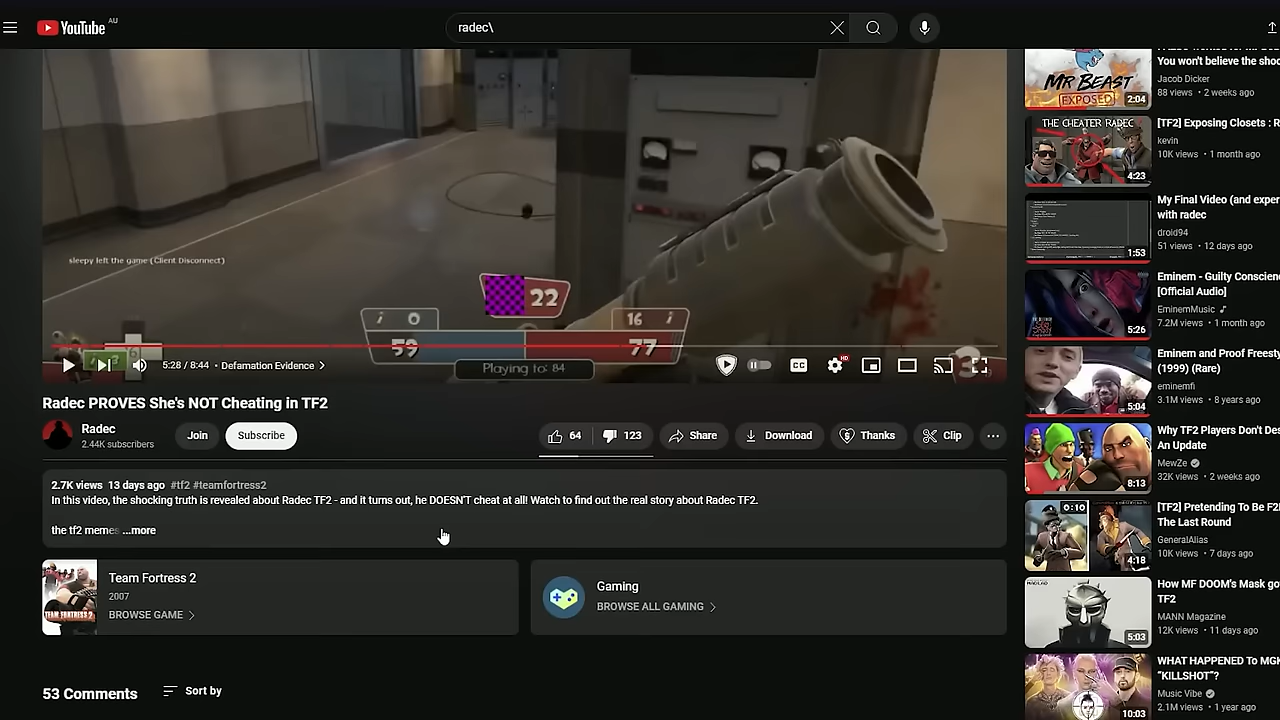 YouTube AU
radec\
sleepy left the game (Client Disconnect)
22
0
16
59
77
Playing to: 84
3
5:28 / 8:44 • Defamation Evidence
CC
HD
Radec PROVES She's NOT Cheating in TF2
Radec
2.44K subscribers
Join
Subscribe
64
123
Share
Download
Thanks
Clip
2.7K views 13 days ago #tf2 #teamfortress2
In this video, the shocking truth is revealed about Radec TF2 - and it turns out, he DOESN'T cheat at all! Watch to find out the real story about Radec TF2.
the tf2 memes ...more
Team Fortress 2
2007
BROWSE GAME
TEAM FORTRESS 2
Gaming
BROWSE ALL GAMING
53 Comments
Sort by
MR BEAST
EXPOSED
2:04
You won't believe the shoc
Jacob Dicker
88 views • 2 weeks ago
THE CHEATER RADEC
4:23
[TF2] Exposing Closets : R
kevin
10K views • 1 month ago
1:53
My Final Video (and exper
with radec
droid94
51 views • 12 days ago
5:26
Eminem - Guilty Conscienc
[Official Audio]
EminemMusic
7.2M views • 1 month ago
5:04
Eminem and Proof Freesty
(1999) (Rare)
eminemfi
3.1M views • 8 years ago
8:13
Why TF2 Players Don't Des
An Update
MewZe
32K views • 2 weeks ago
0:10
4:18
[TF2] Pretending To Be F2
The Last Round
GeneralAlias
10K views • 7 days ago
5:03
How MF DOOM's Mask go
TF2
MANN Magazine
12K views • 11 days ago
10:03
WHAT HAPPENED To MGK
"KILLSHOT"?
Music Vibe
2.1M views • 1 year ago